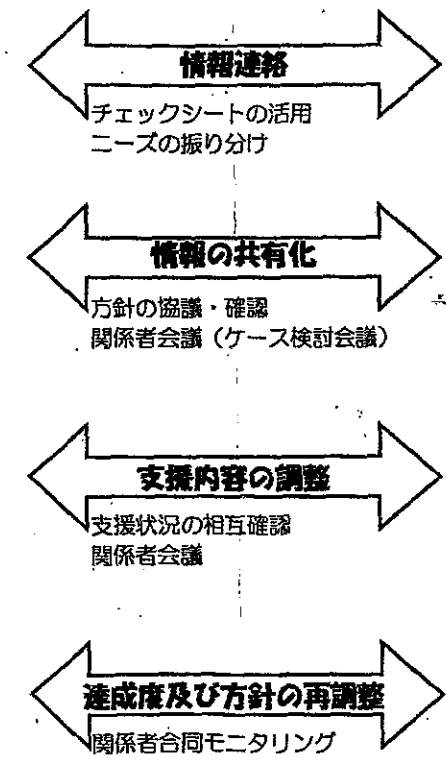 情報連絡
チェックシートの活用
ニーズの振り分け
情報の共有化
方針の協議・確認
関係者会議（ケース検討会議）
支援内容の調整
支援状況の相互確認
関係者会議
達成度及び方針の再調整
関係者合同モニタリング